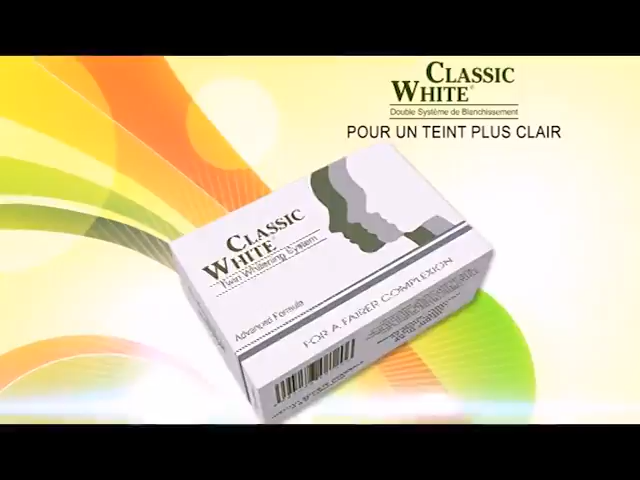 CLASSIC
WHITE
Double Système de Blanchissement
POUR UN TEINT PLUS CLAIR
CLASSIC
WHITE
Twin Whitening System
Advanced Formula
FOR A FAIRER COMPLEXION